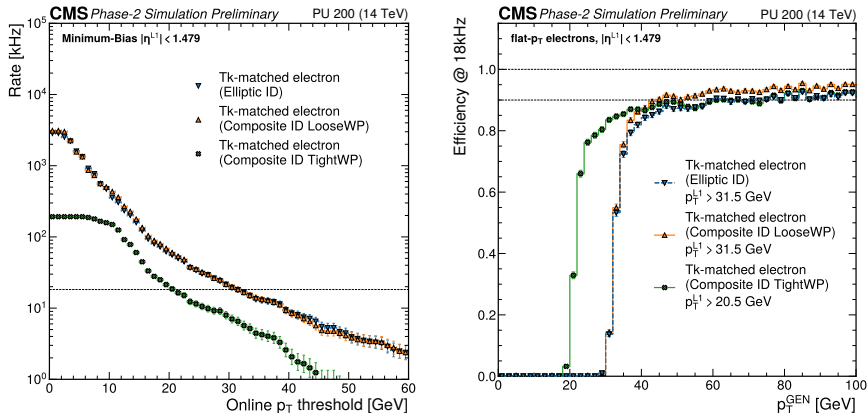 CMS Phase-2 Simulation Preliminary PU 200 (14 TeV)
Minimum-Bias |η^L1| < 1.479
Rate [kHz]
10^5
10^4
10^3
10^2
10^1
10^0
Tk-matched electron
(Elliptic ID)
Tk-matched electron
(Composite ID LooseWP)
Tk-matched electron
(Composite ID TightWP)
0 10 20 30 40 50 60
Online p_T threshold [GeV]
CMS Phase-2 Simulation Preliminary PU 200 (14 TeV)
flat-p_T electrons, |η^L1| < 1.479
Efficiency @ 18kHz
1.0
0.8
0.6
0.4
0.2
0.0
Tk-matched electron
(Elliptic ID)
p_T^L1 > 31.5 GeV
Tk-matched electron
(Composite ID LooseWP)
p_T^L1 > 31.5 GeV
Tk-matched electron
(Composite ID TightWP)
p_T^L1 > 20.5 GeV
0 20 40 60 80 100
p_T^GEN [GeV]